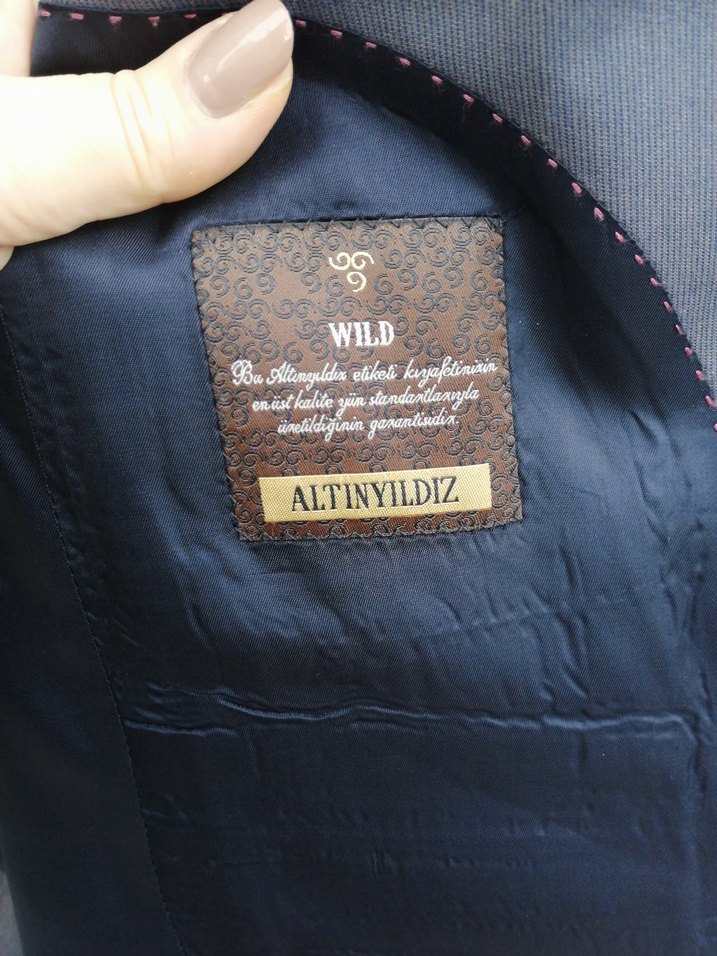 WILD
Bu Altınyıldız etiketi kıyafetinizin
en üst kalite yün standartlarıyla
üretildiğinin garantisidir.
ALTINYILDIZ